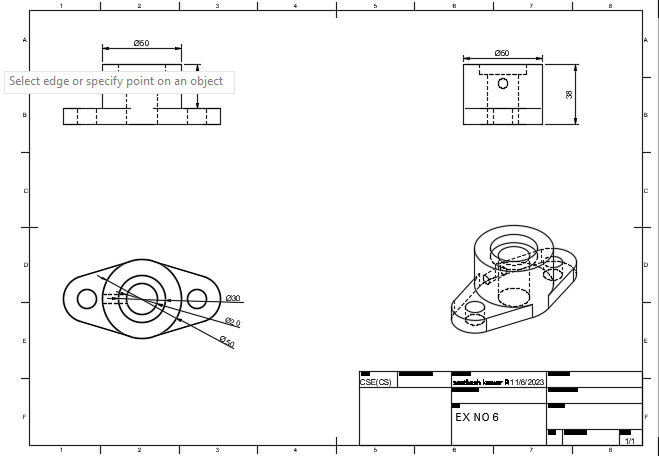 1 2 3 4 5 6 7 8
A A
Ø50 Ø50
Select edge or specify point on an object
B 38 B
C C
D D
Ø30
Ø20
Ø50
E E
CSE(CS) 11/6/2023
F EX NO 6 F
1/1
1 2 3 4 5 6 7 8